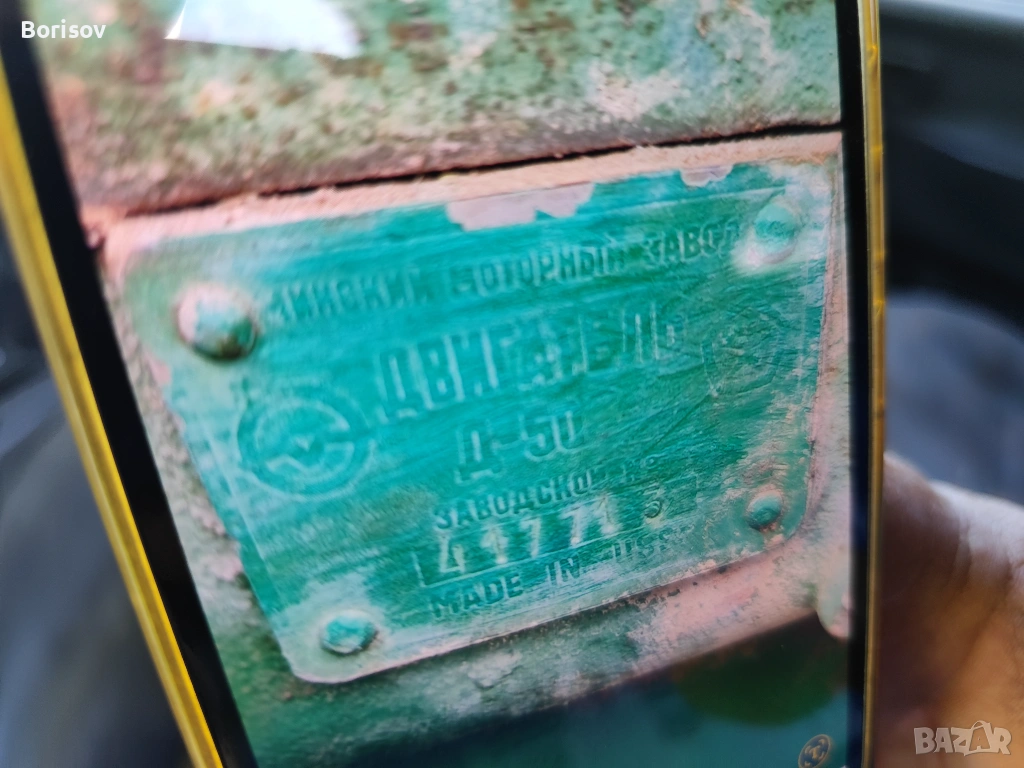 Borisov
МИНСКИЙ МОТОРНЫЙ ЗАВОД
ДВИГАТЕЛЬ
Д-50
ЗАВОДСКОЙ №
MADE IN USSR
BAZAR